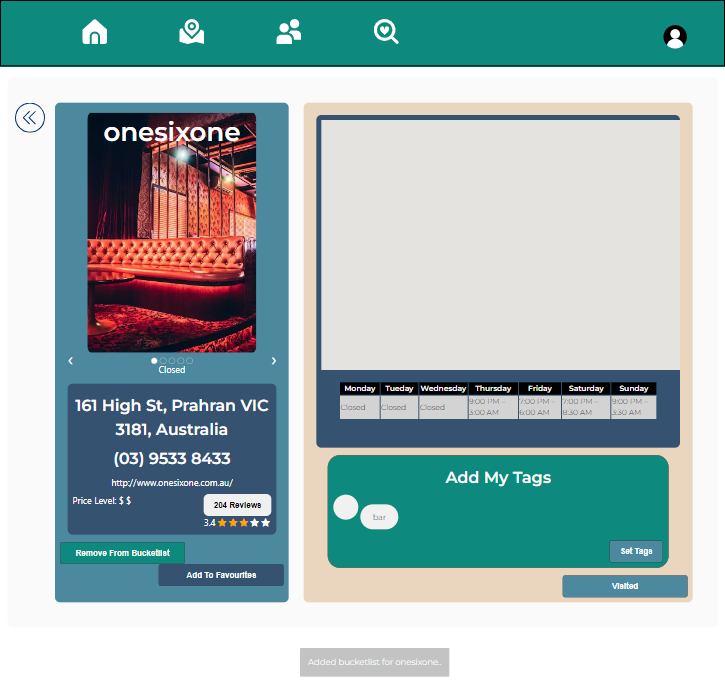 onesixone
Closed
161 High St, Prahran VIC
3181, Australia
(03) 9533 8433
http://www.onesixone.com.au/
Price Level: $ $
204 Reviews
3.4
Remove From Bucketlist
Add To Favourites
Monday Tueday Wednesday Thursday Friday Saturday Sunday
Closed Closed Closed 9:00 PM – 7:00 PM – 7:00 PM – 9:00 PM –
3:00 AM 6:00 AM 8:30 AM 3:30 AM
Add My Tags
bar
Set Tags
Visited
Added bucketlist for onesixone.